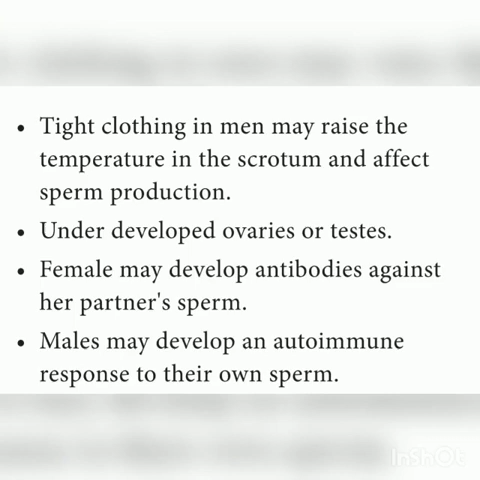 • Tight clothing in men may raise the
temperature in the scrotum and affect
sperm production.
• Under developed ovaries or testes.
• Female may develop antibodies against
her partner's sperm.
• Males may develop an autoimmune
response to their own sperm.
InShOt